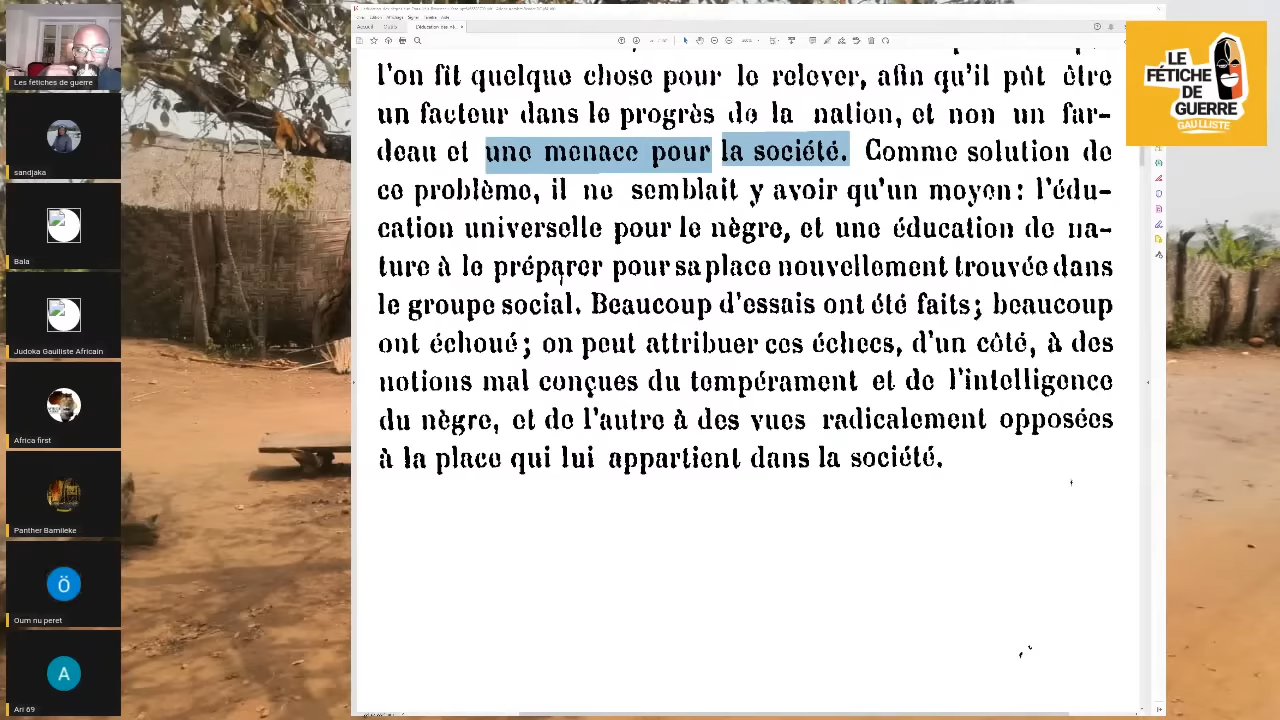 Les fétiches de guerre
sandjaka
Bala
Judoka Gaulliste Africain
Africa first
Panther Bamileke
Ö
Oum nu peret
A
Ari 69
Accueil
Outils
l'on fît quelque chose pour le relever, afin qu'il pût être
un facteur dans le progrès de la nation, et non un far-
deau et une menace pour la société. Comme solution de
ce problème, il ne semblait y avoir qu'un moyen : l'édu-
cation universelle pour le nègre, et une éducation de na-
ture à le préparer pour sa place nouvellement trouvée dans
le groupe social. Beaucoup d'essais ont été faits ; beaucoup
ont échoué ; on peut attribuer ces échecs, d'un côté, à des
notions mal conçues du tempérament et de l'intelligence
du nègre, et de l'autre à des vues radicalement opposées
à la place qui lui appartient dans la société.
LE
FÉTICHE
DE
GUERRE
GAULLISTE